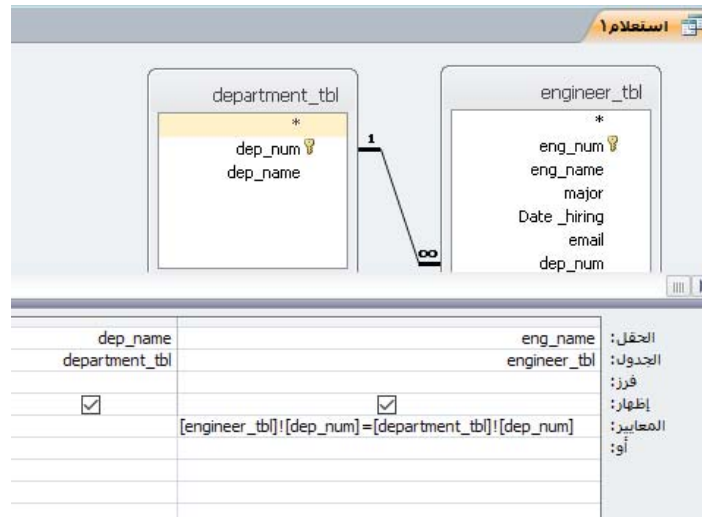 استعلام١
engineer_tbl
*
eng_num
eng_name
major
Date _hiring
email
dep_num
department_tbl
*
dep_num
dep_name
1
∞
الحقل: eng_name dep_name
الجدول: engineer_tbl department_tbl
فرز:
إظهار:
المعايير: [engineer_tbl]![dep_num]=[department_tbl]![dep_num]
أو: